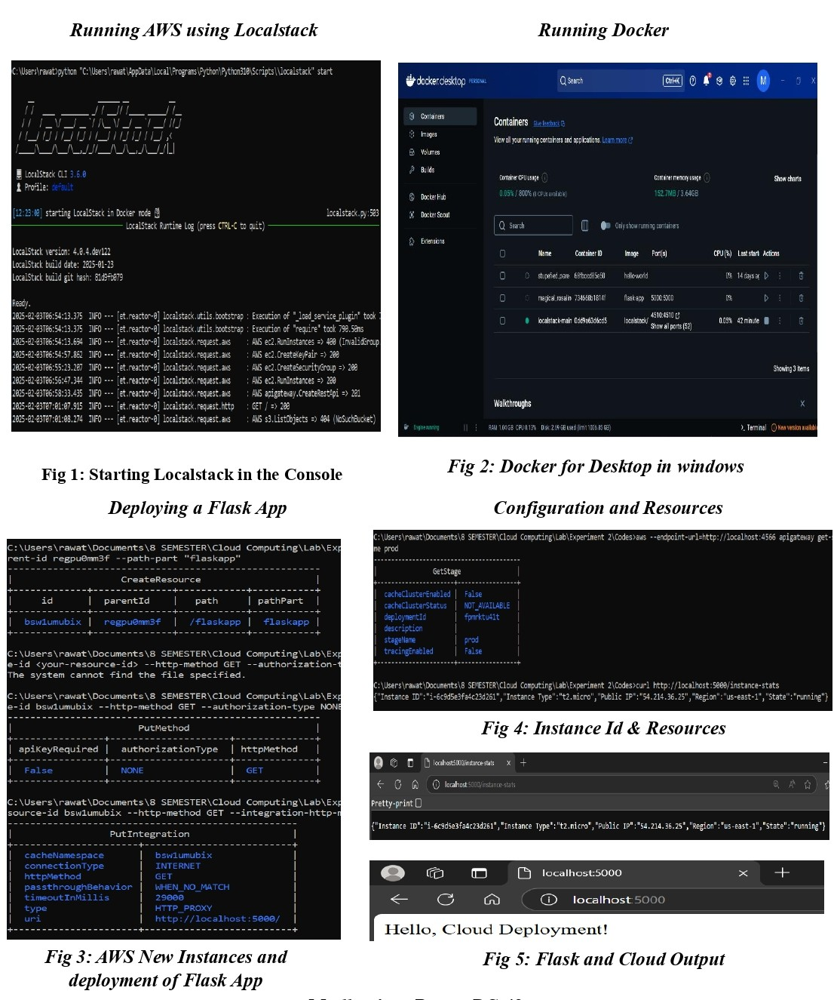 Running AWS using Localstack
C:\Users\rawat>python "C:\Users\rawat\AppData\Local\Programs\Python\Python310\Scripts\\localstack" start
LocalStack
LocalStack CLI 3.6.0
Profile: default
[12:23:00] starting LocalStack in Docker mode localstack.py:503
LocalStack Runtime Log (press CTRL-C to quit)
LocalStack version: 4.0.4.dev122
LocalStack build date: 2025-01-23
LocalStack build git hash: 81d9fb079
Ready.
2025-02-03T06:54:13.375 INFO --- [et.reactor-0] localstack.utils.bootstrap : Execution of "_load_service_plugin" took
2025-02-03T06:54:13.375 INFO --- [et.reactor-0] localstack.utils.bootstrap : Execution of "require" took 790.50ms
2025-02-03T06:54:13.694 INFO --- [et.reactor-0] localstack.request.aws : AWS ec2.RunInstances => 400 (InvalidGroup.
2025-02-03T06:54:57.862 INFO --- [et.reactor-0] localstack.request.aws : AWS ec2.CreateKeyPair => 200
2025-02-03T06:55:23.207 INFO --- [et.reactor-0] localstack.request.aws : AWS ec2.CreateSecurityGroup => 200
2025-02-03T06:56:47.344 INFO --- [et.reactor-0] localstack.request.aws : AWS ec2.RunInstances => 200
2025-02-03T06:58:33.435 INFO --- [et.reactor-0] localstack.request.aws : AWS apigateway.CreateRestApi => 201
2025-02-03T07:01:07.915 INFO --- [et.reactor-0] localstack.request.http : GET / => 200
2025-02-03T07:01:08.274 INFO --- [et.reactor-0] localstack.request.aws : AWS s3.ListObjects => 404 (NoSuchBucket)
Fig 1: Starting Localstack in the Console
Running Docker
docker.desktop PERSONAL Search Ctrl+K M
Containers
Images
Volumes
Builds
Docker Hub
Docker Scout
Extensions
Containers Give feedback
View all your running containers and applications. Learn more
Container CPU usage Container memory usage Show charts
0.05% / 800% (8 CPUs available) 152.7MB / 3.64GB
Search Only show running containers
Name Container ID Image Port(s) CPU (%) Last start Actions
stupefied_pare hello-world 0% 14 days ag
magical_rosalin 734668b1814f flask-app 5000:5000 0%
localstack-main 0dd9a63d6cd5 localstack/ 4510:4510 0.05% 42 minute
Show all ports (52)
Showing 3 items
Walkthroughs
Engine running RAM 1.04 GB CPU 0.13% Disk: 2.69 GB used (limit 1006.85 GB) >_ Terminal New version available
Fig 2: Docker for Desktop in windows
Deploying a Flask App
C:\Users\rawat\Documents\8 SEMESTER\Cloud Computing\Lab\Exp
rent-id regpu0mm3f --path-part "flaskapp"
CreateResource
id parentId path pathPart
bsw1umubix regpu0mm3f /flaskapp flaskapp
C:\Users\rawat\Documents\8 SEMESTER\Cloud Computing\Lab\Exp
e-id <your-resource-id> --http-method GET --authorization-t
The system cannot find the file specified.
C:\Users\rawat\Documents\8 SEMESTER\Cloud Computing\Lab\Exp
e-id bsw1umubix --http-method GET --authorization-type NONE
PutMethod
apiKeyRequired authorizationType httpMethod
False NONE GET
C:\Users\rawat\Documents\8 SEMESTER\Cloud Computing\Lab\Exp
source-id bsw1umubix --http-method GET --integration-http-m
PutIntegration
cacheNamespace bsw1umubix
connectionType INTERNET
httpMethod GET
passthroughBehavior WHEN_NO_MATCH
timeoutInMillis 29000
type HTTP_PROXY
uri http://localhost:5000/
Fig 3: AWS New Instances and
deployment of Flask App
Configuration and Resources
C:\Users\rawat\Documents\8 SEMESTER\Cloud Computing\Lab\Experiment 2\Codes>aws --endpoint-url=http://localhost:4566 apigateway get-s
me prod
GetStage
cacheClusterEnabled False
cacheClusterStatus NOT_AVAILABLE
deploymentId fpmrktu41t
description
stageName prod
tracingEnabled False
C:\Users\rawat\Documents\8 SEMESTER\Cloud Computing\Lab\Experiment 2\Codes>curl http://localhost:5000/instance-stats
{"Instance ID":"i-6c9d5e3fa4c23d261","Instance Type":"t2.micro","Public IP":"54.214.36.25","Region":"us-east-1","State":"running"}
Fig 4: Instance Id & Resources
localhost:5000/instance-stats
localhost:5000/instance-stats
Pretty-print
{"Instance ID":"i-6c9d5e3fa4c23d261","Instance Type":"t2.micro","Public IP":"54.214.36.25","Region":"us-east-1","State":"running"}
localhost:5000
localhost:5000
Hello, Cloud Deployment!
Fig 5: Flask and Cloud Output